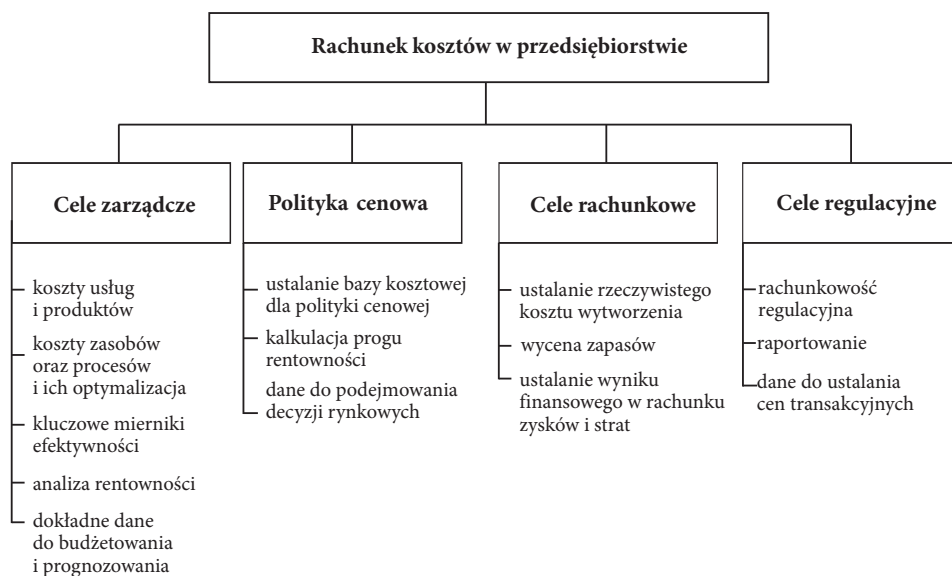 Rachunek kosztów w przedsiębiorstwie
Cele zarządcze
koszty usług
i produktów
koszty zasobów
oraz procesów
i ich optymalizacja
kluczowe mierniki
efektywności
analiza rentowności
dokładne dane
do budżetowania
i prognozowania
Polityka cenowa
ustalanie bazy kosztowej
dla polityki cenowej
kalkulacja progu
rentowności
dane do podejmowania
decyzji rynkowych
Cele rachunkowe
ustalanie rzeczywistego
kosztu wytworzenia
wycena zapasów
ustalanie wyniku
finansowego w rachunku
zysków i strat
Cele regulacyjne
rachunkowość
regulacyjna
raportowanie
dane do ustalania
cen transakcyjnych